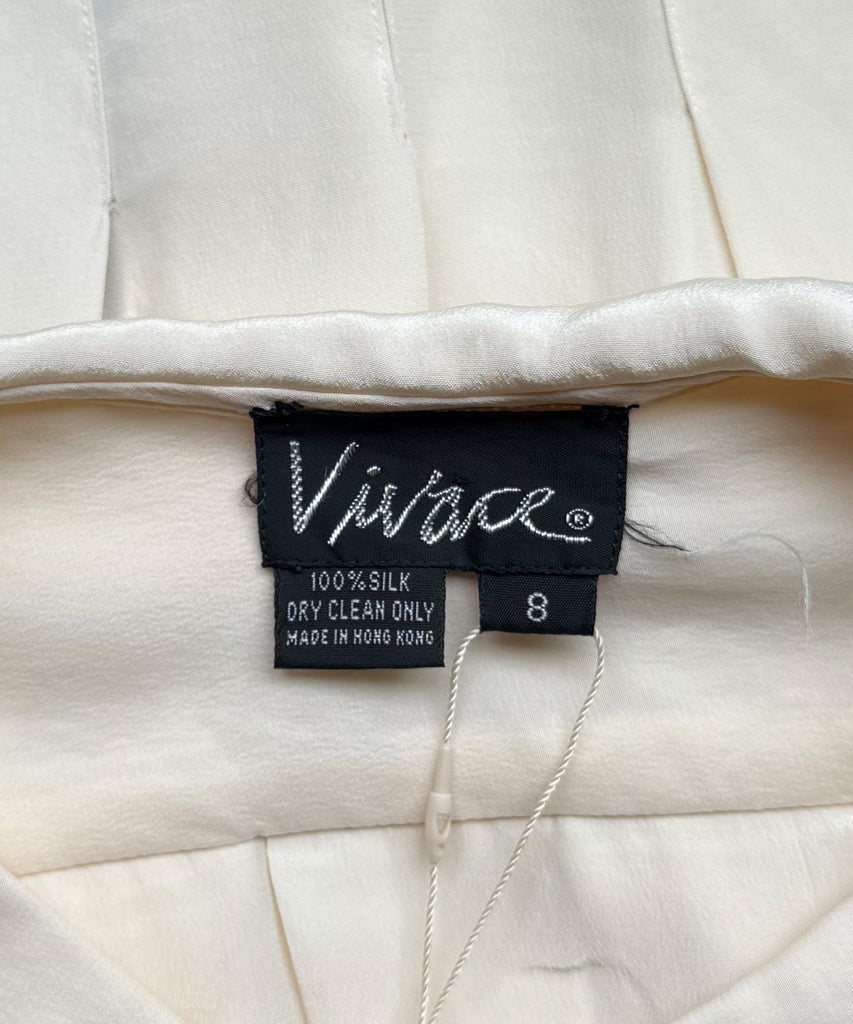 Vivace®
100% SILK
DRY CLEAN ONLY
MADE IN HONG KONG
8